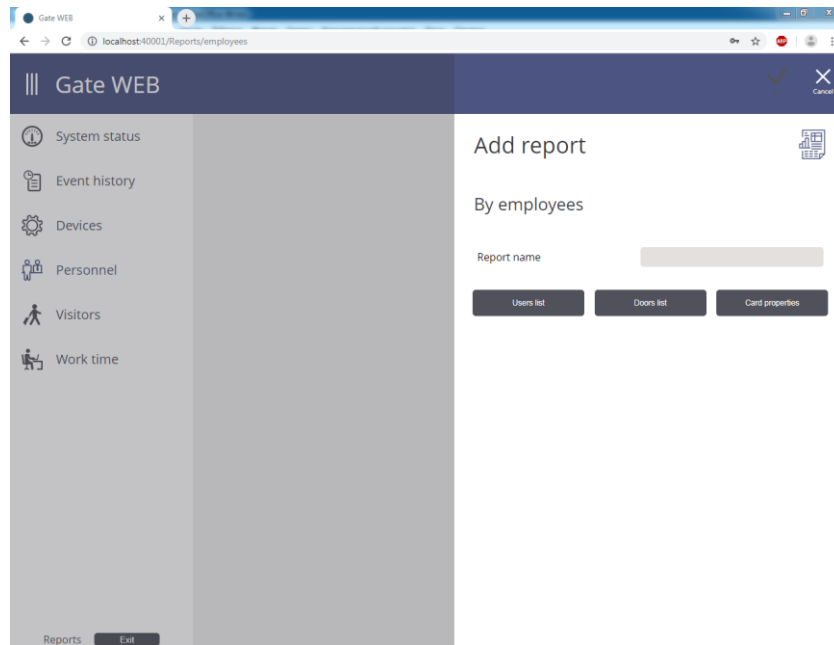 Gate WEB
localhost:40001/Reports/employees
ABP
Gate WEB
Cancel
System status
Event history
Devices
Personnel
Visitors
Work time
Add report
By employees
Report name
Users list Doors list Card properties
Reports Exit